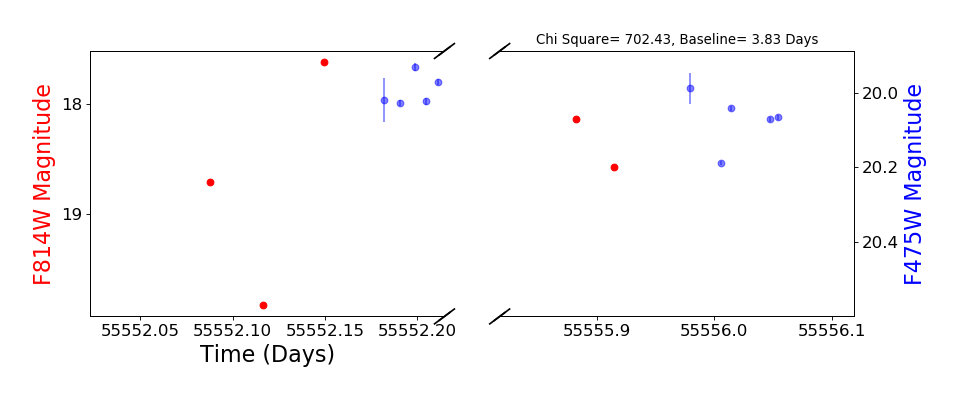 Chi Square= 702.43, Baseline= 3.83 Days
F814W Magnitude
18
19
20.0
20.2
20.4
F475W Magnitude
55552.05 55552.10 55552.15 55552.20 55555.9 55556.0 55556.1
Time (Days)